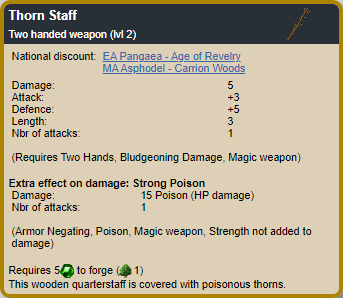 Thorn Staff
Two handed weapon (lvl 2)
National discount: EA Pangaea - Age of Revelry
MA Asphodel - Carrion Woods
Damage: 5
Attack: +3
Defence: +5
Length: 3
Nbr of attacks: 1
(Requires Two Hands, Bludgeoning Damage, Magic weapon)
Extra effect on damage: Strong Poison
Damage: 15 Poison (HP damage)
Nbr of attacks: 1
(Armor Negating, Poison, Magic weapon, Strength not added to
damage)
Requires 5 to forge ( 1)
This wooden quarterstaff is covered with poisonous thorns.